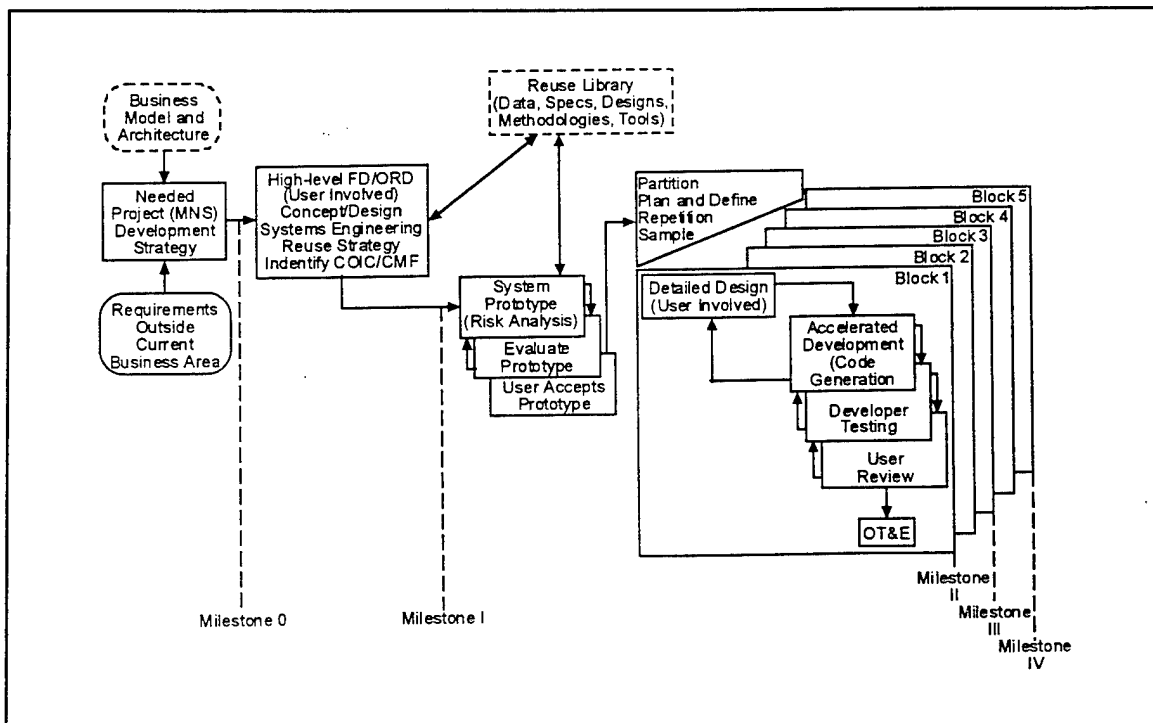 Business
Model and
Architecture
Needed
Project (MNS)
Development
Strategy
Requirements
Outside
Current
Business Area
High-level FD/ORD
(User Involved)
Concept/Design
Systems Engineering
Reuse Strategy
Indentify COIC/CMF
Reuse Library
(Data, Specs, Designs,
Methodologies, Tools)
System
Prototype
(Risk Analysis)
Evaluate
Prototype
User Accepts
Prototype
Partition
Plan and Define
Repetition
Sample
Block 5
Block 4
Block 3
Block 2
Block 1
Detailed Design
(User Involved)
Accelerated
Development
(Code
Generation
Developer
Testing
User
Review
OT&E
Milestone 0
Milestone I
Milestone
II
Milestone
III
Milestone
IV